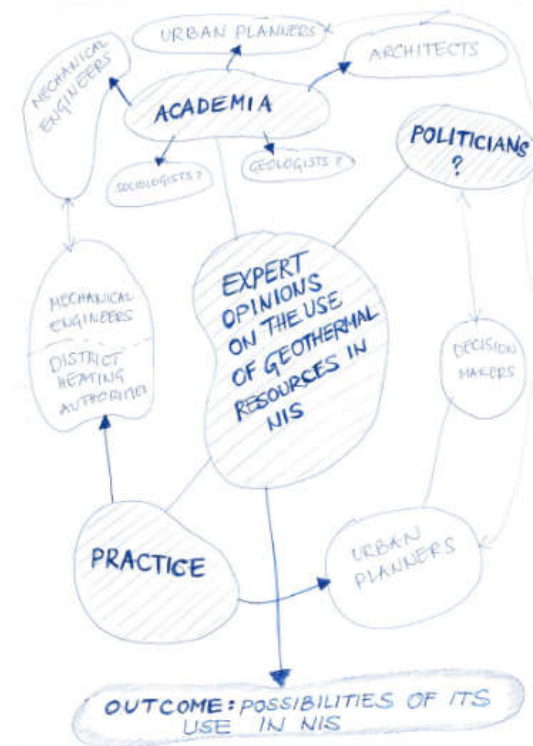 URBAN PLANNERS
ARCHITECTS
MECHANICAL
ENGINEERS
ACADEMIA
POLITICIANS
?
SOCIOLOGISTS?
GEOLOGISTS?
EXPERT
OPINIONS
ON THE USE
OF GEOTHERMAL
RESOURCES IN
NIS
MECHANICAL
ENGINEERS
DISTRICT
HEATING
AUTHORITIES
DECISION
MAKERS
PRACTICE
URBAN
PLANNERS
OUTCOME: POSSIBILITIES OF ITS
USE IN NIS